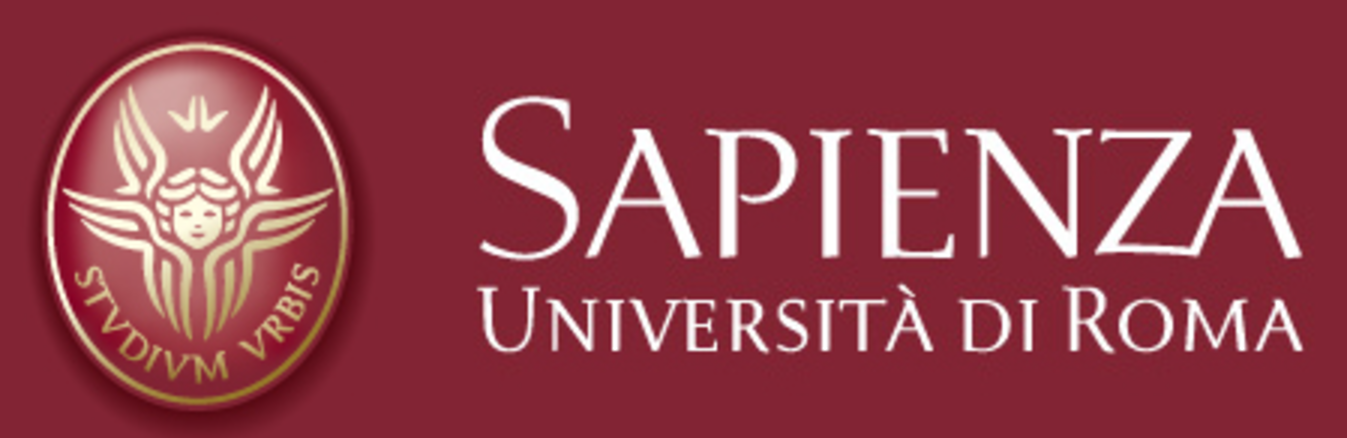 STVDIVM VRBIS
SAPIENZA
UNIVERSITÀ DI ROMA